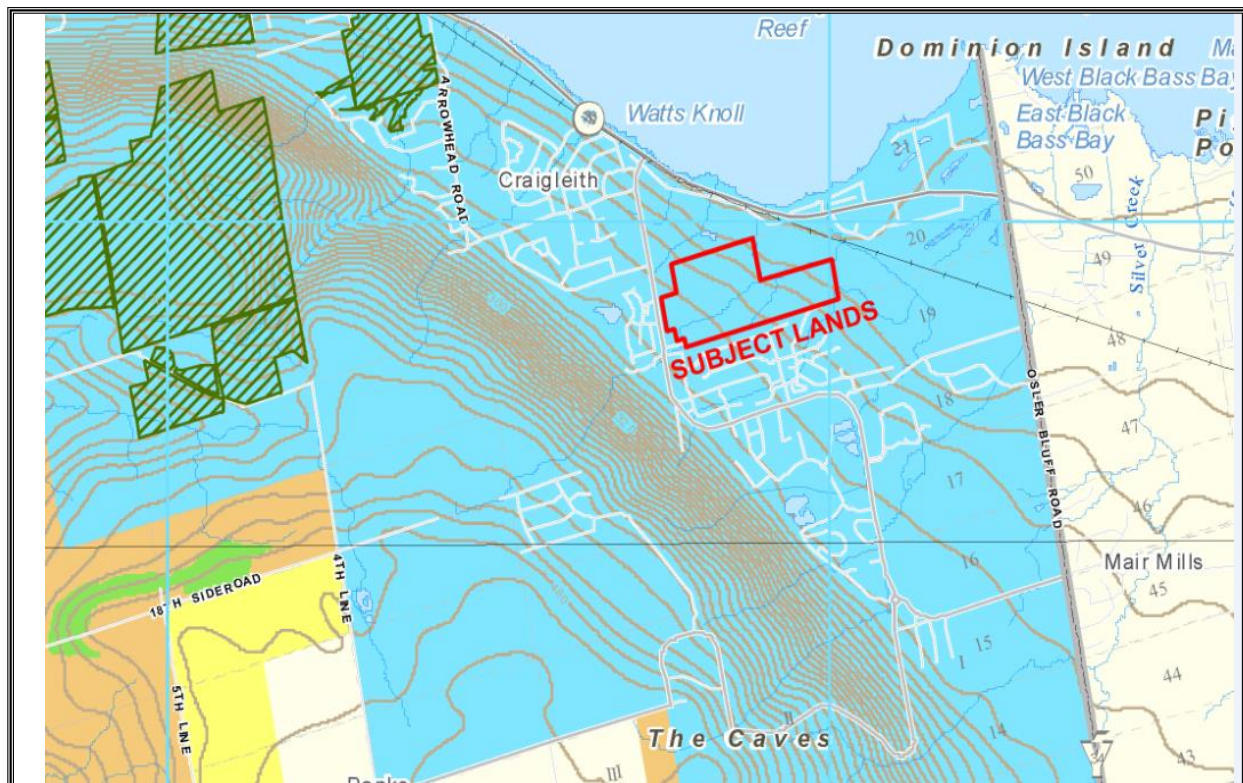 Reef
Dominion Island
West Black Bass Bay
East Black
Bass Bay
Watts Knoll
ARROWHEAD ROAD
Craigleith
21
50
Silver Creek
20
49
19
48
SUBJECT LANDS
OSLER BLUFF ROAD
18
47
17
46
18TH SIDEROAD
4TH LINE
16
Mair Mills
45
I
15
44
5TH LINE
The Caves
II
14
III
43